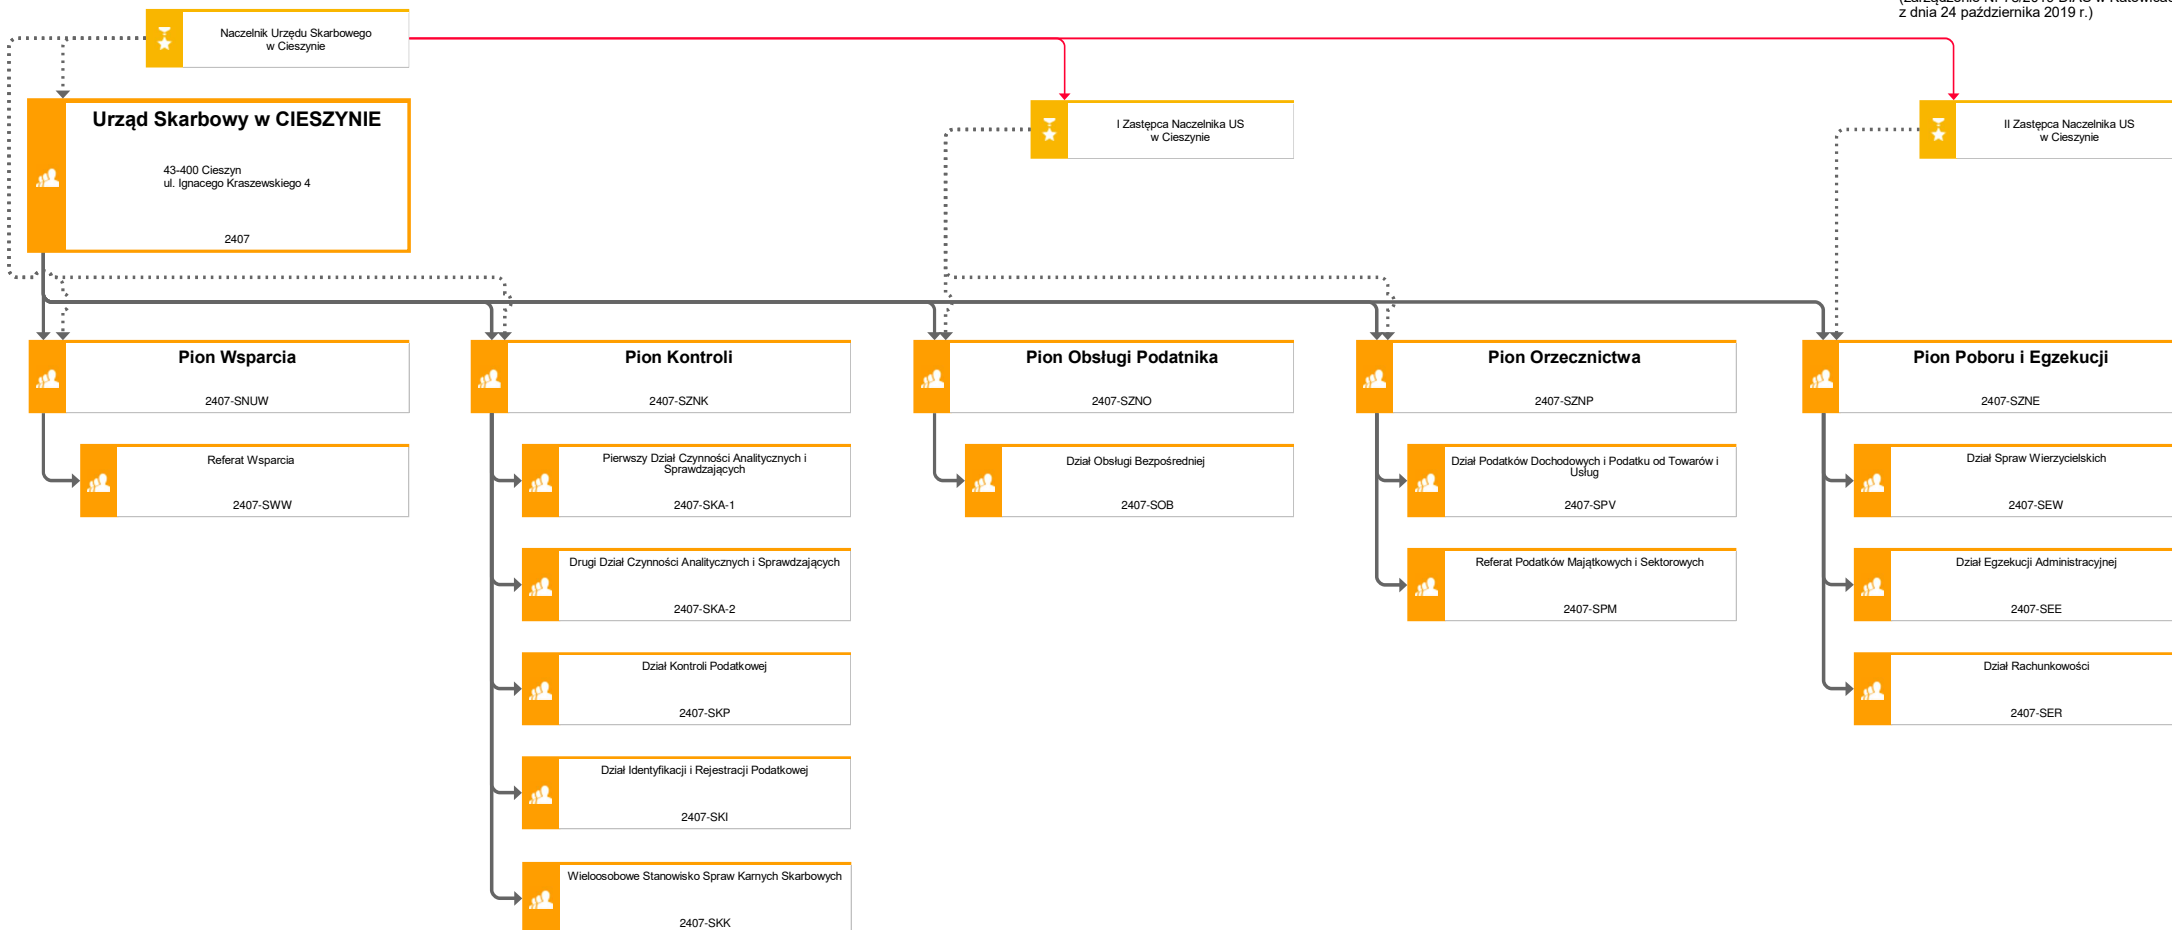 z dnia 24 października 2019 r.)
Naczelnik Urzędu Skarbowego
w Cieszynie
Urząd Skarbowy w CIESZYNIE
43-400 Cieszyn
ul. Ignacego Kraszewskiego 4
2407
I Zastępca Naczelnika US
w Cieszynie
II Zastępca Naczelnika US
w Cieszynie
Pion Wsparcia
2407-SNUW
Pion Kontroli
2407-SZNK
Pion Obsługi Podatnika
2407-SZNO
Pion Orzecznictwa
2407-SZNP
Pion Poboru i Egzekucji
2407-SZNE
Referat Wsparcia
2407-SWW
Pierwszy Dział Czynności Analitycznych i
Sprawdzających
2407-SKA-1
Dział Obsługi Bezpośredniej
2407-SOB
Dział Podatków Dochodowych i Podatku od Towarów i
Usług
2407-SPV
Dział Spraw Wierzycielskich
2407-SEW
Drugi Dział Czynności Analitycznych i Sprawdzających
2407-SKA-2
Referat Podatków Majątkowych i Sektorowych
2407-SPM
Dział Egzekucji Administracyjnej
2407-SEE
Dział Kontroli Podatkowej
2407-SKP
Dział Rachunkowości
2407-SER
Dział Identyfikacji i Rejestracji Podatkowej
2407-SKI
Wieloosobowe Stanowisko Spraw Karnych Skarbowych
2407-SKK